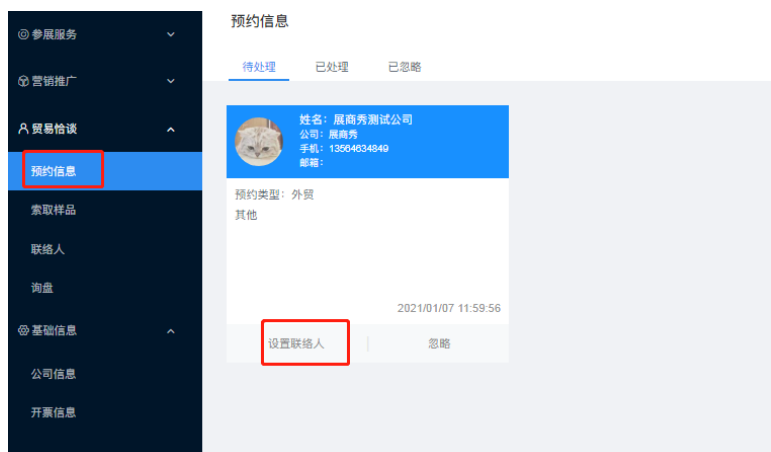 参展服务
营销推广
贸易恰谈
预约信息
索取样品
联络人
询盘
基础信息
公司信息
开票信息
预约信息
待处理 已处理 已忽略
姓名：展商秀测试公司
公司：展商秀
手机：13564634849
邮箱：
预约类型：外贸
其他
2021/01/07 11:59:56
设置联络人 忽略